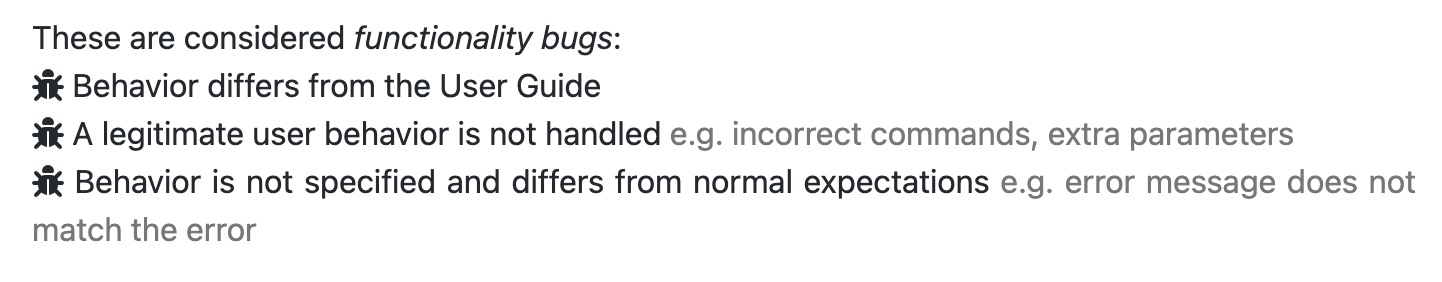 These are considered functionality bugs:
Behavior differs from the User Guide
A legitimate user behavior is not handled e.g. incorrect commands, extra parameters
Behavior is not specified and differs from normal expectations e.g. error message does not
match the error